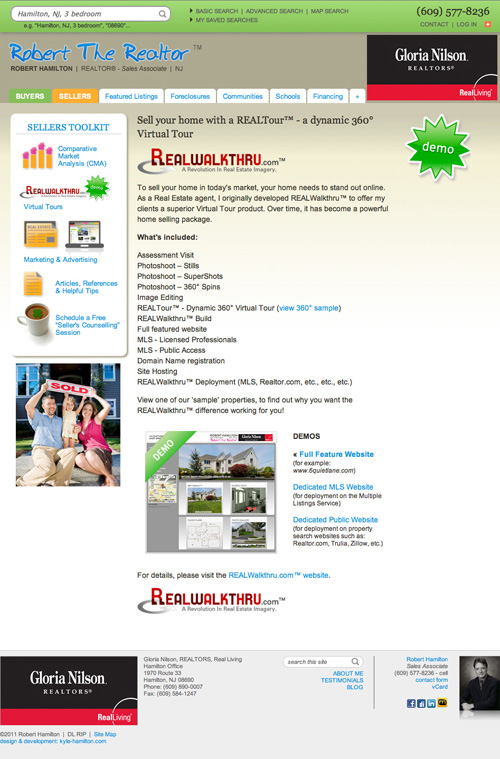 Hamilton, NJ, 3 bedroom
e.g. "Hamilton, NJ, 3 bedroom", "08690"...
BASIC SEARCH | ADVANCED SEARCH | MAP SEARCH
MY SAVED SEARCHES
(609) 577-8236
CONTACT | LOG IN
Robert The Realtor TM
ROBERT HAMILTON | REALTOR® - Sales Associate | NJ
Gloria Nilson
REALTORS®
RealLiving®
BUYERS
SELLERS
Featured Listings
Foreclosures
Communities
Schools
Financing
+
SELLERS TOOLKIT
Comparative
Market
Analysis (CMA)
REALWALKTHRU.com
demo
Virtual Tours
REAL ESTATE
Marketing & Advertising
Articles, References
& Helpful Tips
Schedule a Free
"Seller's Counselling"
Session
SOLD
Sell your home with a REALTour™ - a dynamic 360°
Virtual Tour
demo
REALWALKTHRU.com™
A Revolution In Real Estate Imagery.
To sell your home in today's market, your home needs to stand out online.
As a Real Estate agent, I originally developed REALWalkthru™ to offer my
clients a superior Virtual Tour product. Over time, it has become a powerful
home selling package.
What's included:
Assessment Visit
Photoshoot – Stills
Photoshoot – SuperShots
Photoshoot – 360° Spins
Image Editing
REALTour™ - Dynamic 360° Virtual Tour (view 360° sample)
REALWalkthru™ Build
Full featured website
MLS - Licensed Professionals
MLS - Public Access
Domain Name registration
Site Hosting
REALWalkthru™ Deployment (MLS, Realtor.com, etc., etc., etc.)
View one of our 'sample' properties, to find out why you want the
REALWalkthru™ difference working for you!
DEMO
Gloria Nilson
DEMOS
« Full Feature Website
(for example:
www.6quietlane.com)
Dedicated MLS Website
(for deployment on the Multiple
Listings Service)
Dedicated Public Website
(for deployment on property
search websites such as:
Realtor.com, Trulia, Zillow, etc.)
For details, please visit the REALWalkthru.com™ website.
REALWALKTHRU.com™
A Revolution In Real Estate Imagery.
Gloria Nilson
REALTORS®
RealLiving®
Gloria Nilson, REALTORS, Real Living
Hamilton Office
1970 Route 33
Hamilton, NJ 08690
Phone: (609) 890-0007
Fax: (609) 584-1247
search this site
ABOUT ME
TESTIMONIALS
BLOG
Robert Hamilton
Sales Associate
(609) 577-8236 - cell
contact form
vCard
©2011 Robert Hamilton | DL RIP | Site Map
design & development: kyle-hamilton.com